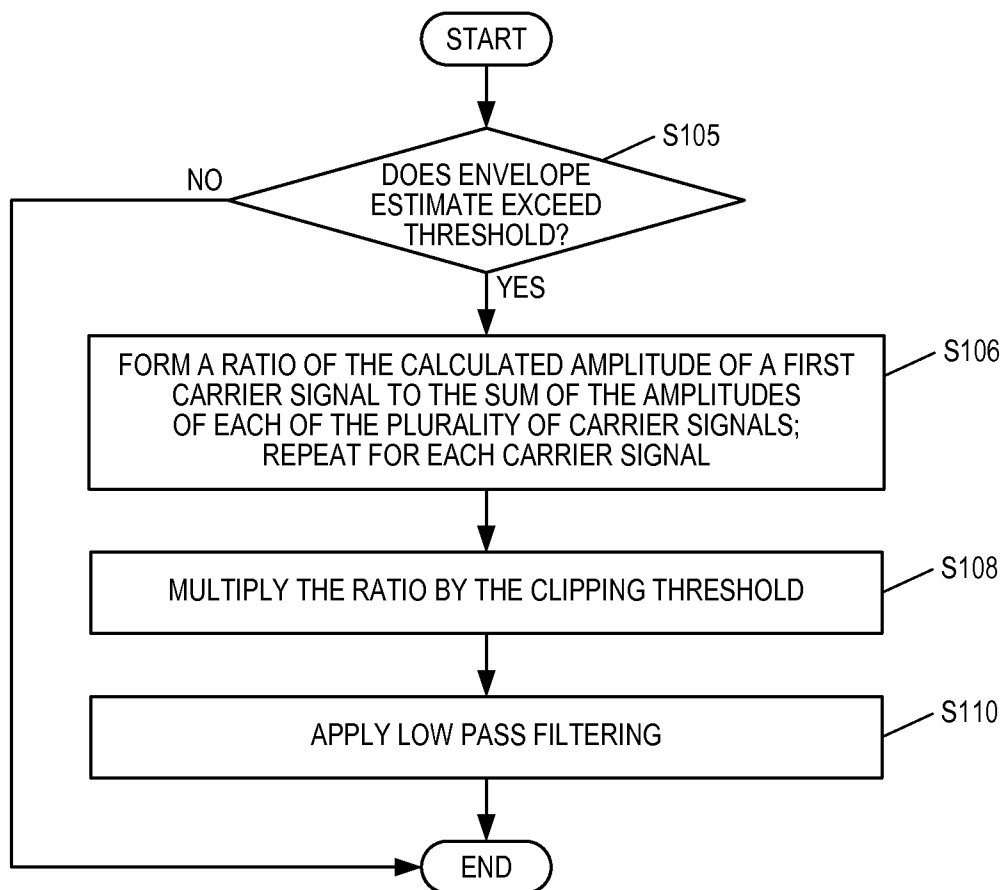 START
S105
DOES ENVELOPE
ESTIMATE EXCEED
THRESHOLD?
NO
YES
S106
FORM A RATIO OF THE CALCULATED AMPLITUDE OF A FIRST
CARRIER SIGNAL TO THE SUM OF THE AMPLITUDES
OF EACH OF THE PLURALITY OF CARRIER SIGNALS;
REPEAT FOR EACH CARRIER SIGNAL
S108
MULTIPLY THE RATIO BY THE CLIPPING THRESHOLD
S110
APPLY LOW PASS FILTERING
END